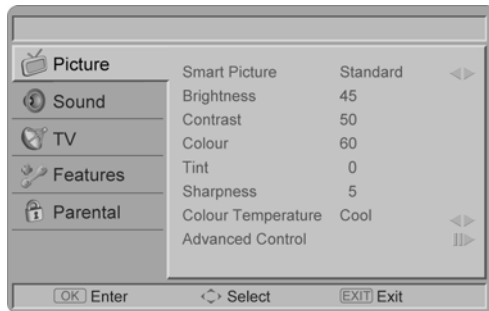 Picture
Sound
TV
Features
Parental
Smart Picture Standard
Brightness 45
Contrast 50
Colour 60
Tint 0
Sharpness 5
Colour Temperature Cool
Advanced Control
OK Enter Select EXIT Exit